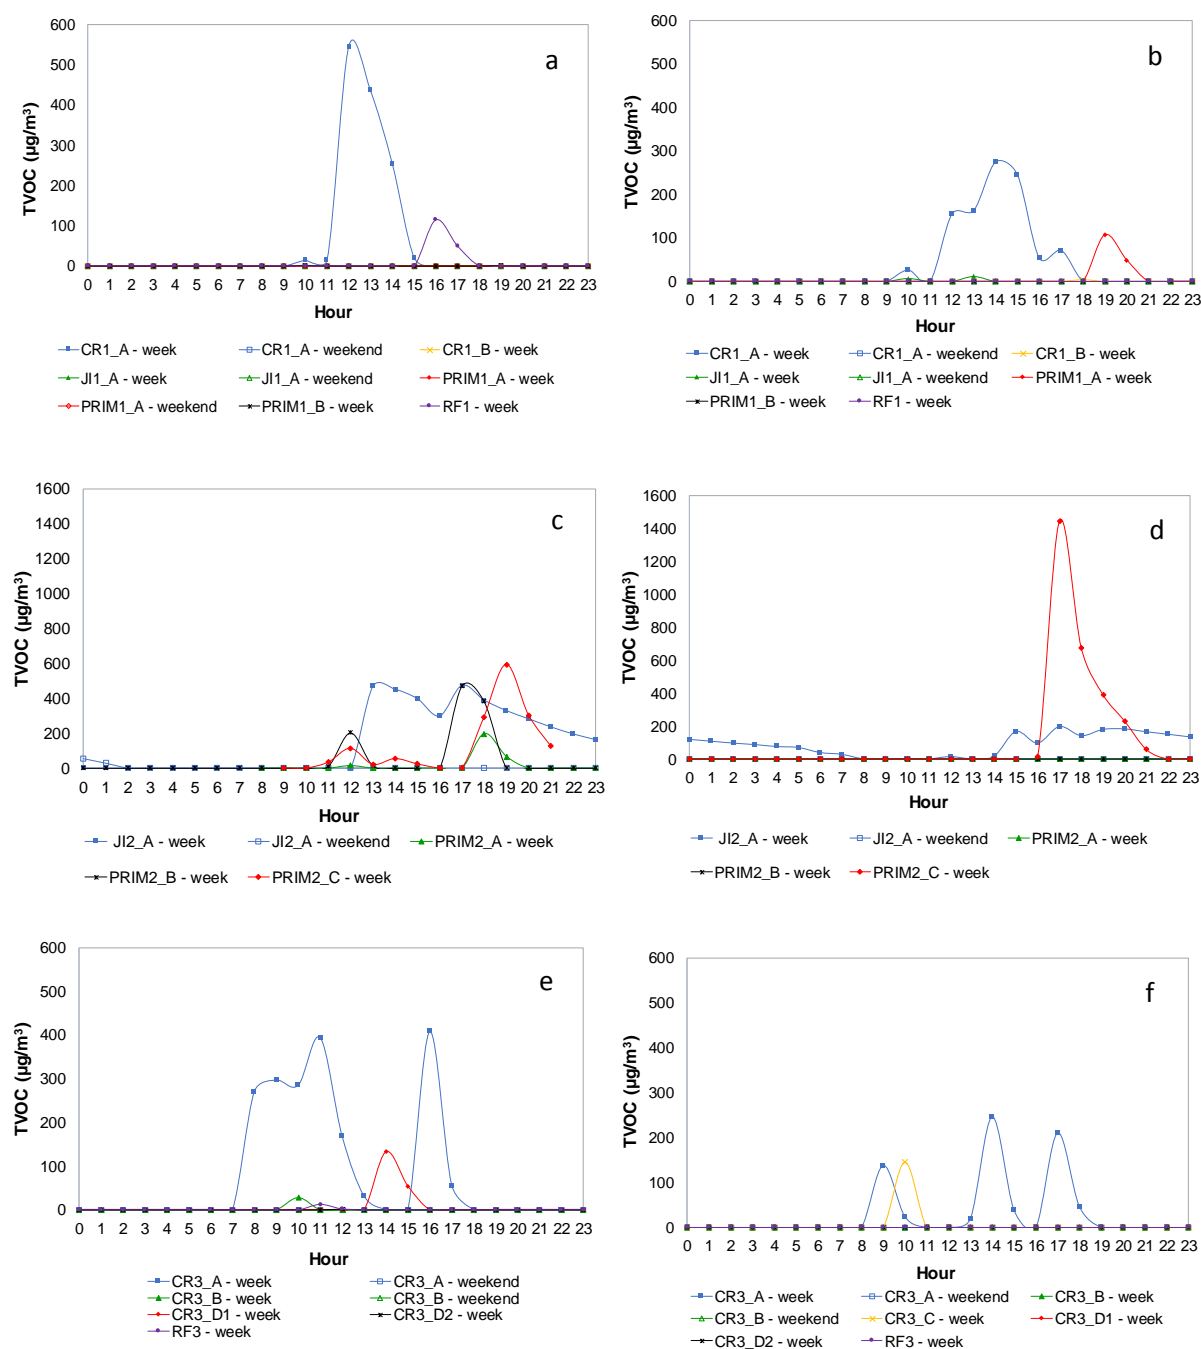 a
TVOC (µg/m³)
600
500
400
300
200
100
0
0 1 2 3 4 5 6 7 8 9 10 11 12 13 14 15 16 17 18 19 20 21 22 23
Hour
CR1_A - week CR1_A - weekend CR1_B - week
JI1_A - week JI1_A - weekend PRIM1_A - week
PRIM1_A - weekend PRIM1_B - week RF1 - week
b
TVOC (µg/m³)
600
500
400
300
200
100
0
0 1 2 3 4 5 6 7 8 9 10 11 12 13 14 15 16 17 18 19 20 21 22 23
Hour
CR1_A - week CR1_A - weekend CR1_B - week
JI1_A - week JI1_A - weekend PRIM1_A - week
PRIM1_B - week RF1 - week
c
TVOC (µg/m³)
1600
1400
1200
1000
800
600
400
200
0
0 1 2 3 4 5 6 7 8 9 10 11 12 13 14 15 16 17 18 19 20 21 22 23
Hour
JI2_A - week JI2_A - weekend PRIM2_A - week
PRIM2_B - week PRIM2_C - week
d
TVOC (µg/m³)
1600
1400
1200
1000
800
600
400
200
0
0 1 2 3 4 5 6 7 8 9 10 11 12 13 14 15 16 17 18 19 20 21 22 23
Hour
JI2_A - week JI2_A - weekend PRIM2_A - week
PRIM2_B - week PRIM2_C - week
e
TVOC (µg/m³)
600
500
400
300
200
100
0
0 1 2 3 4 5 6 7 8 9 10 11 12 13 14 15 16 17 18 19 20 21 22 23
Hour
CR3_A - week CR3_A - weekend
CR3_B - week CR3_B - weekend
CR3_D1 - week CR3_D2 - week
RF3 - week
f
TVOC (µg/m³)
600
500
400
300
200
100
0
0 1 2 3 4 5 6 7 8 9 10 11 12 13 14 15 16 17 18 19 20 21 22 23
Hour
CR3_A - week CR3_A - weekend CR3_B - week
CR3_B - weekend CR3_C - week CR3_D1 - week
CR3_D2 - week RF3 - week